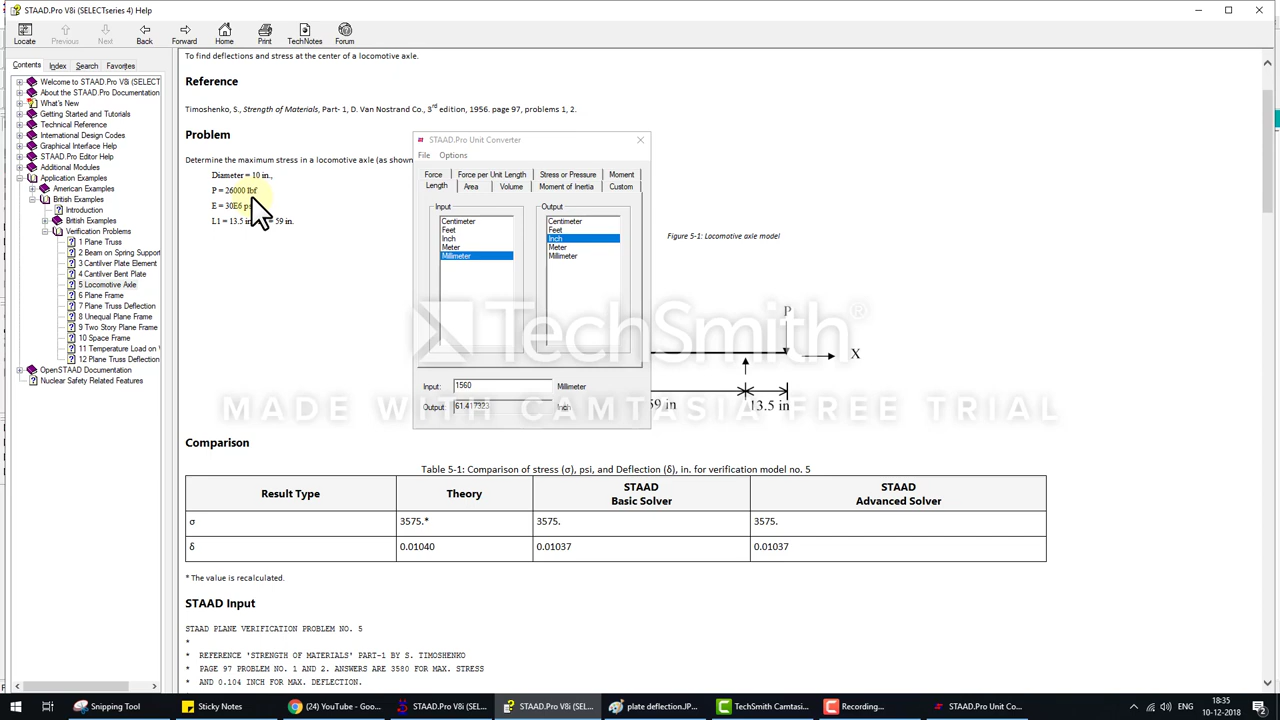 STAAD.Pro V8i (SELECTseries 4) Help
Locate
Previous
Next
Back
Forward
Home
Print
TechNotes
Forum
Contents
Index
Search
Favorites
Welcome to STAAD.Pro V8i (SELECT
About the STAAD.Pro Documentation
What's New
Getting Started and Tutorials
Technical Reference
International Design Codes
Graphical Interface Help
STAAD.Pro Editor Help
Additional Modules
Application Examples
American Examples
British Examples
Introduction
British Examples
Verification Problems
1 Plane Truss
2 Beam on Spring Support
3 Cantilver Plate Element
4 Cantilver Bent Plate
5 Locomotive Axle
6 Plane Frame
7 Plane Truss Deflection
8 Unequal Plane Frame
9 Two Story Plane Frame
10 Space Frame
11 Temperature Load on
12 Plane Truss Deflection
OpenSTAAD Documentation
Nuclear Safety Related Features
To find deflections and stress at the center of a locomotive axle.
Reference
Timoshenko, S., Strength of Materials, Part- 1, D. Van Nostrand Co., 3rd edition, 1956. page 97, problems 1, 2.
Problem
Determine the maximum stress in a locomotive axle (as shown
Diameter = 10 in.,
P = 26000 lbf
E = 30E6
L1 = 13.5 = 59 in.
STAAD.Pro Unit Converter
File Options
Force Force per Unit Length Stress or Pressure Moment
Length Area Volume Moment of Inertia Custom
Input
Centimeter
Feet
Inch
Meter
Millimeter
Output
Centimeter
Feet
Inch
Meter
Millimeter
Input: 1560 Millimeter
Output: 61.417323 Inch
Figure 5-1: Locomotive axle model
P
X
59 in 13.5 in
TechSmith®
MADE WITH CAMTASIA FREE TRIAL
Comparison
Table 5-1: Comparison of stress (σ), psi, and Deflection (δ), in. for verification model no. 5
Result Type Theory STAAD Basic Solver STAAD Advanced Solver
σ 3575.* 3575. 3575.
δ 0.01040 0.01037 0.01037
* The value is recalculated.
STAAD Input
STAAD PLANE VERIFICATION PROBLEM NO. 5
*
* REFERENCE 'STRENGTH OF MATERIALS' PART-1 BY S. TIMOSHENKO
* PAGE 97 PROBLEM NO. 1 AND 2. ANSWERS ARE 3580 FOR MAX. STRESS
* AND 0.104 INCH FOR MAX. DEFLECTION.
Snipping Tool
Sticky Notes
(24) YouTube - Goo...
STAAD.Pro V8i (SEL...
STAAD.Pro V8i (SEL...
plate deflection.JP...
TechSmith Camtasi...
Recording...
STAAD.Pro Unit Co...
ENG
18:35
10-12-2018
2